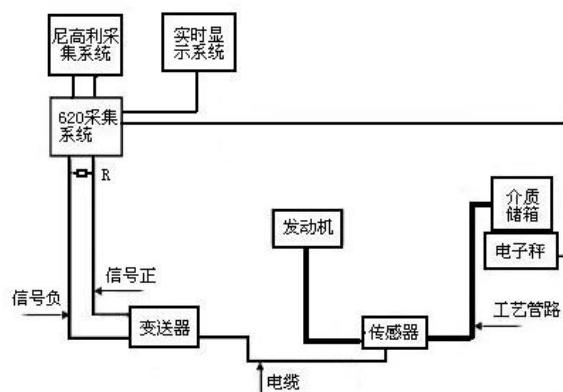 尼高利采
集系统
实时显
示系统
620采集
系统
R
介质
储箱
发动机
电子秤
信号正
信号负
变送器
传感器
工艺管路
电缆